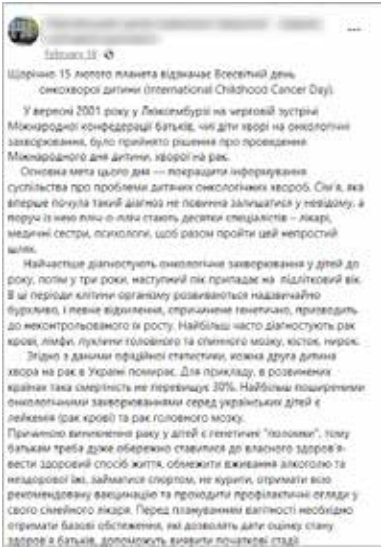 February 16
Щорічно 15 лютого планета відзначає Всесвітній день
онкохворої дитини (International Childhood Cancer Day).
У вересні 2001 року у Люксембурзі на черговій зустрічі
Міжнародної конфедерації батьків, чиї діти хворі на онкологічні
захворювання, було прийнято рішення про проведення
Міжнародного дня дитини, хворої на рак.
Основна мета цього дня — покращити інформування
суспільства про проблеми дитячих онкологічних хвороб. Сім'я, яка
вперше почула такий діагноз не повинна залишатися у невідомі, а
поруч із нею пліч-о-пліч стають десятки спеціалістів – лікарі,
медичні сестри, психологи, щоб разом пройти цей непростий
шлях.
Найчастіше діагностують онкологічне захворювання у дітей до
року, потім у три роки, наступний пік припадає на підлітковий вік.
В ці періоди клітини організму розвиваються надзвичайно
бурхливо, і певне відхилення, спричинене генетично, призводить
до неконтрольованого їх росту. Найбільш часто діагностують рак
крові, лімфи, пухлини головного та спинного мозку, кісток, нирок.
Згідно з даними офіційної статистики, кожна друга дитина
хвора на рак в Україні помирає. Для прикладу, в розвинених
країнах така смертність не перевищує 30%. Найбільш поширеними
онкологічними захворюваннями серед українських дітей є
лейкемія (рак крові) та рак головного мозку.
Причиною виникнення раку у дітей є генетичні "поломки", тому
батькам треба дуже обережно ставитися до власного здоров'я-
вести здоровий спосіб життя, обмежити вживання алкоголю та
нездорової їжі, займатися спортом, не курити, отримати всю
рекомендовану вакцинацію та проходити профілактичні огляди у
свого сімейного лікаря. Перед плануванням вагітності необхідно
отримати базові обстеження, які дозволять дати оцінку стану
здоров'я батьків, допоможуть виявити початкові стадії